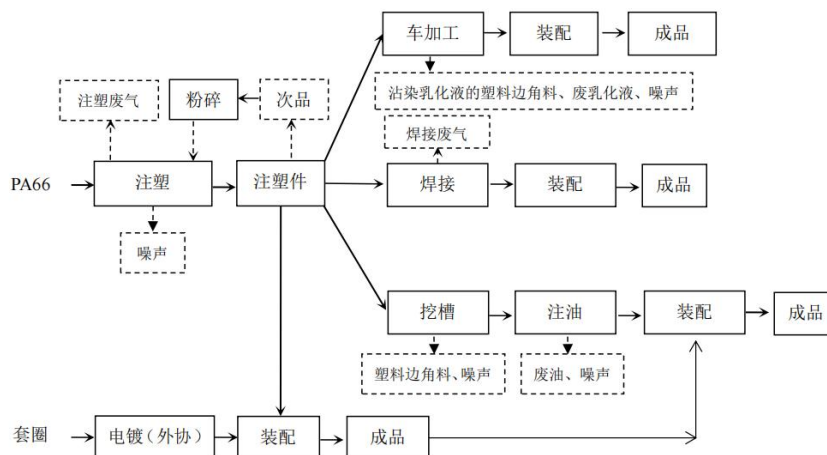 车加工
装配
成品
沾染乳化液的塑料边角料、废乳化液、噪声
注塑废气
粉碎
次品
焊接废气
PA66
注塑
注塑件
焊接
装配
成品
噪声
挖槽
注油
装配
成品
塑料边角料、噪声
废油、噪声
套圈
电镀（外协）
装配
成品